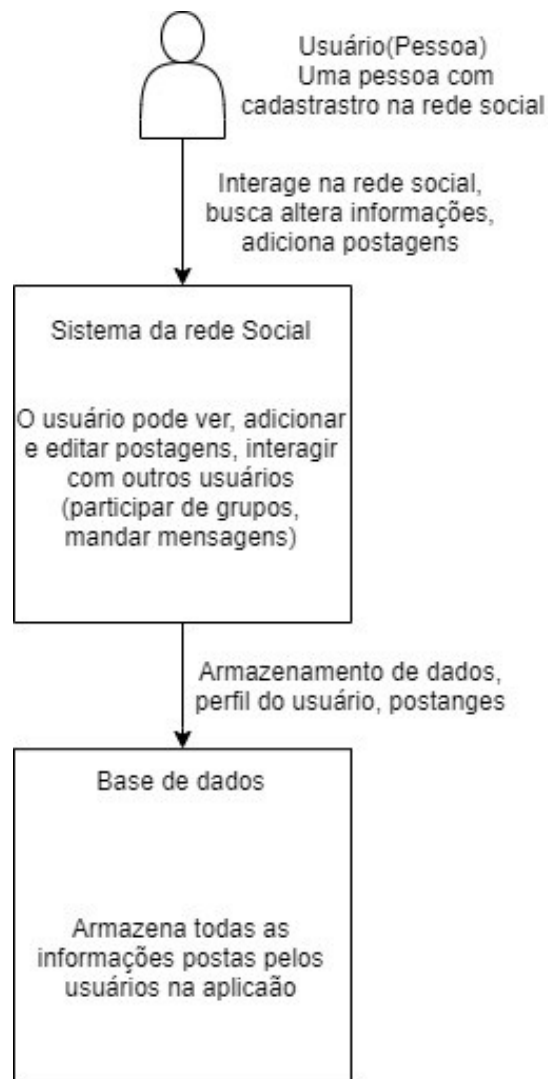 Usuário(Pessoa)
Uma pessoa com
cadastrastro na rede social
Interage na rede social,
busca altera informações,
adiciona postagens
Sistema da rede Social
O usuário pode ver, adicionar
e editar postagens, interagir
com outros usuários
(participar de grupos,
mandar mensagens)
Armazenamento de dados,
perfil do usuário, postanges
Base de dados
Armazena todas as
informações postas pelos
usuários na aplicaão